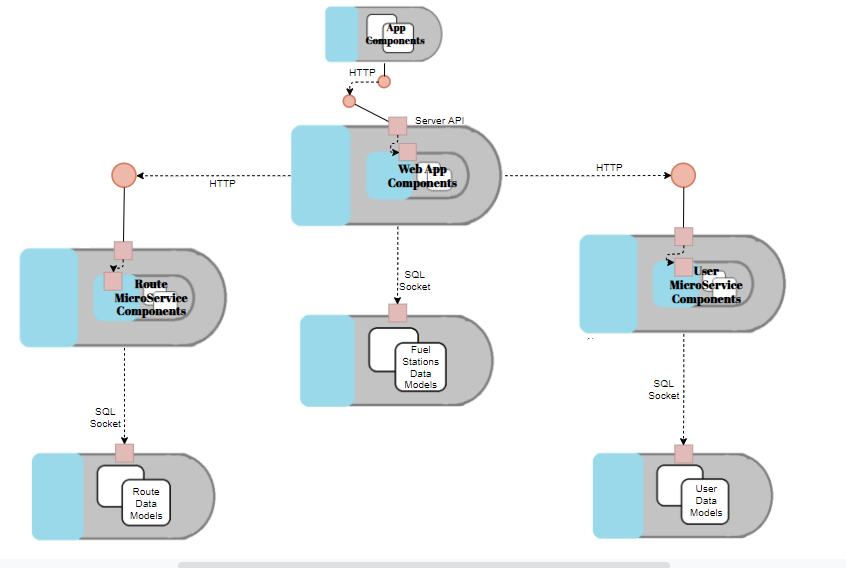 App
Components
HTTP
Server API
Web App
Components
HTTP
HTTP
SQL
Socket
Route
MicroService
Components
User
MicroService
Components
Fuel
Stations
Data
Models
SQL
Socket
SQL
Socket
Route
Data
Models
User
Data
Models